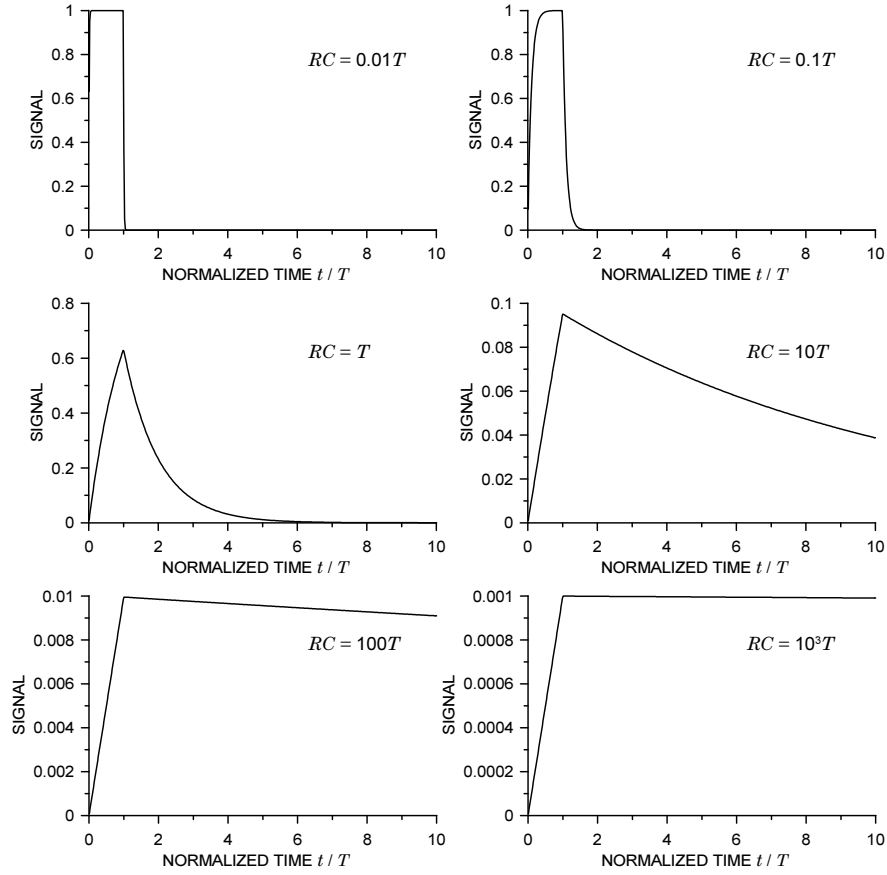 1
0.8
0.6
0.4
0.2
0
SIGNAL
RC = 0.01T
0 2 4 6 8 10
NORMALIZED TIME t / T
1
0.8
0.6
0.4
0.2
0
SIGNAL
RC = 0.1T
0 2 4 6 8 10
NORMALIZED TIME t / T
0.8
0.6
0.4
0.2
0
SIGNAL
RC = T
0 2 4 6 8 10
NORMALIZED TIME t / T
0.1
0.08
0.06
0.04
0.02
0
SIGNAL
RC = 10T
0 2 4 6 8 10
NORMALIZED TIME t / T
0.01
0.008
0.006
0.004
0.002
0
SIGNAL
RC = 100T
0 2 4 6 8 10
NORMALIZED TIME t / T
0.001
0.0008
0.0006
0.0004
0.0002
0
SIGNAL
RC = 10³T
0 2 4 6 8 10
NORMALIZED TIME t / T